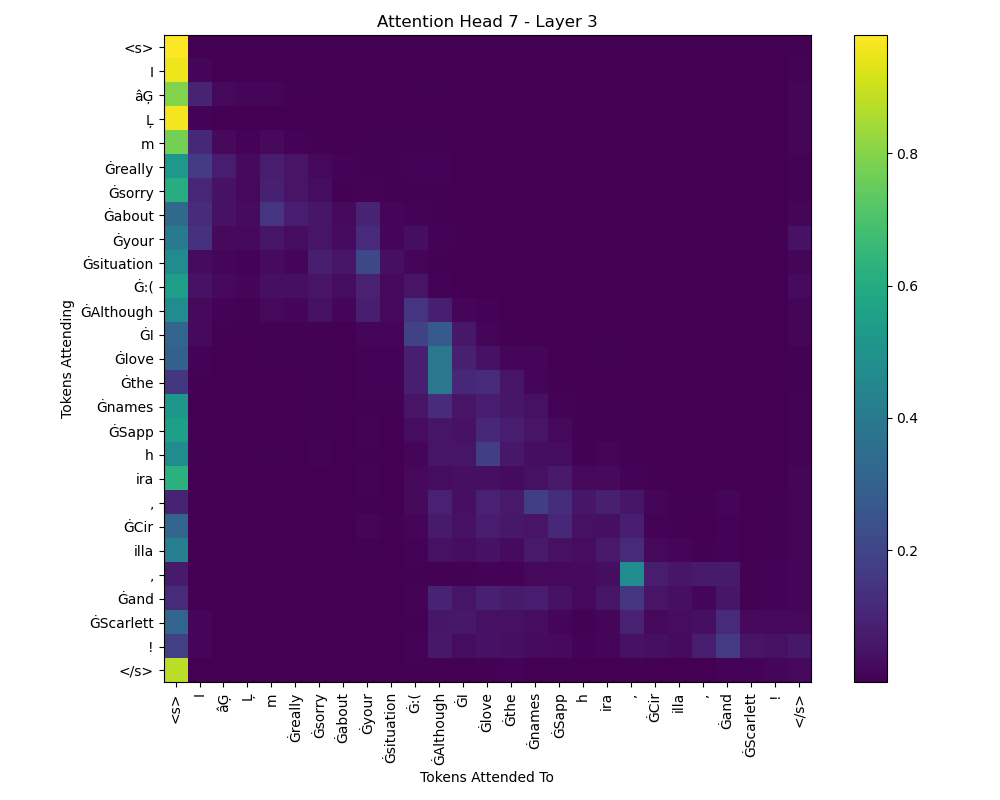 Attention Head 7 - Layer 3
Tokens Attending
<s>
I
âĢ
Ļ
m
Ġreally
Ġsorry
Ġabout
Ġyour
Ġsituation
Ġ:(
ĠAlthough
ĠI
Ġlove
Ġthe
Ġnames
ĠSapp
h
ira
,
ĠCir
illa
,
Ġand
ĠScarlett
!
</s>
<s>
I
âĢ
Ļ
m
Ġreally
Ġsorry
Ġabout
Ġyour
Ġsituation
Ġ:(
ĠAlthough
ĠI
Ġlove
Ġthe
Ġnames
ĠSapp
h
ira
,
ĠCir
illa
,
Ġand
ĠScarlett
!
</s>
Tokens Attended To
0.8
0.6
0.4
0.2